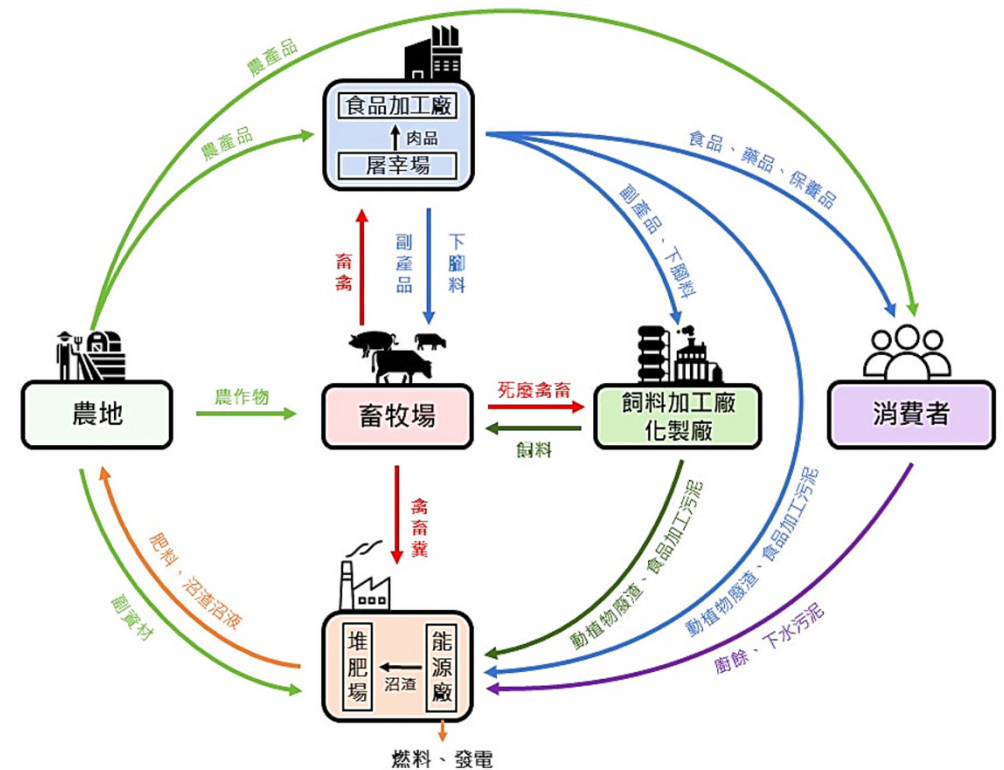 農產品
農產品
食品加工廠
肉品
屠宰場
食品、藥品、保養品
副產品、下腳料
畜禽
副產品
下腳料
農地
農作物
畜牧場
死廢禽畜
飼料
飼料加工廠
化製廠
消費者
禽畜糞
肥料、沼渣沼液
副資材
動植物廢渣、食品加工污泥
動植物廢渣、食品加工污泥
廚餘、下水污泥
堆肥場
沼渣
能源廠
燃料、發電